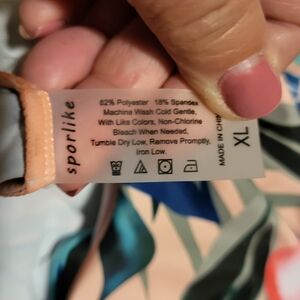 sporlike
82% Polyester 18% Spandex
Machine Wash Cold Gentle,
With Like Colors, Non-Chlorine
Bleach When Needed,
Tumble Dry Low, Remove Promptly,
Iron Low.
MADE IN CHINA
XL